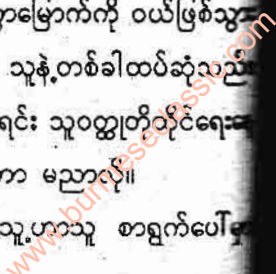 မြောက်ကို ဝယ်ဖြစ်သွား
သူနဲ့တစ်ခါထပ်ဆုံသည်
ရင်း သူဝတ္ထုတိုင်းရေး
ကာ မညာလို။
သူ့ဟာသူ စာရွက်ပေါ်မှာ
www.burmeseclassic.com